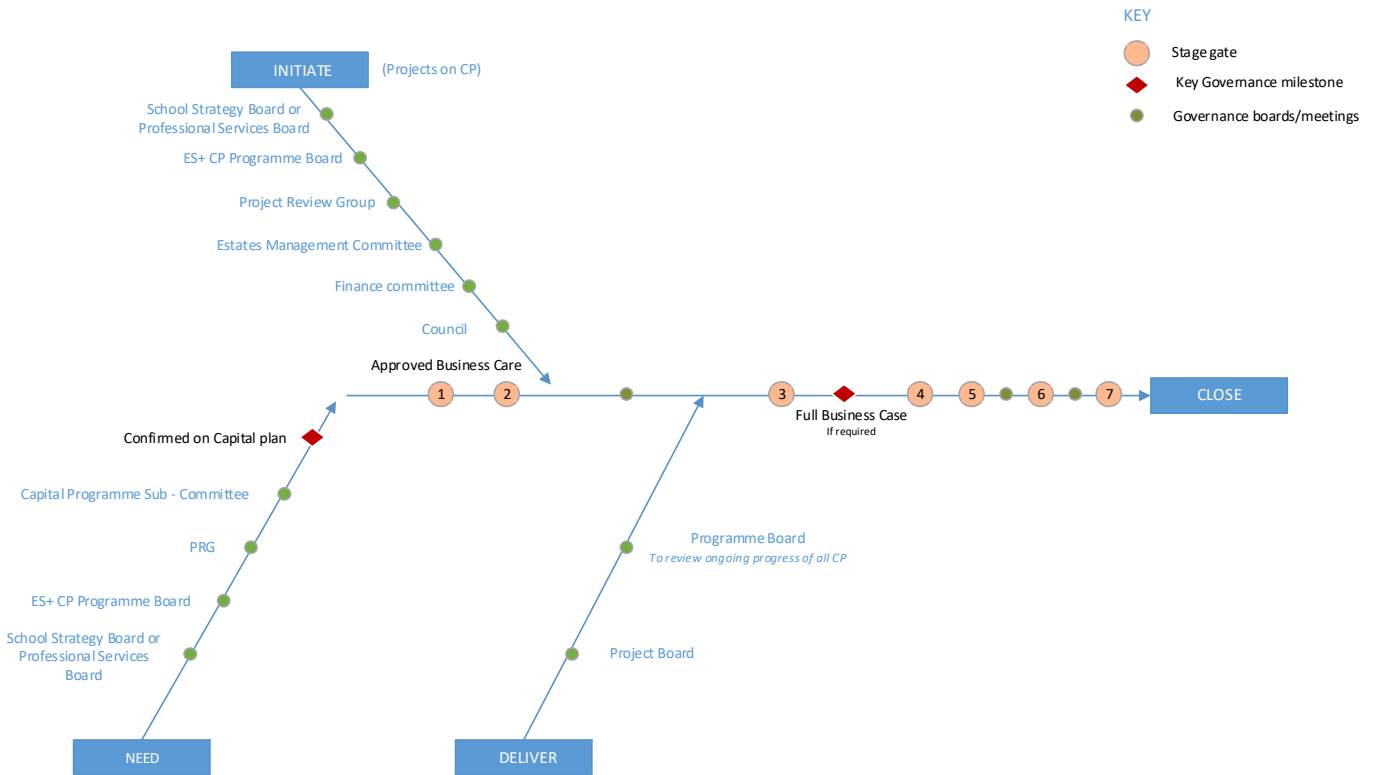 KEY
Stage gate
Key Governance milestone
Governance boards/meetings
INITIATE
(Projects on CP)
School Strategy Board or
Professional Services Board
ES+ CP Programme Board
Project Review Group
Estates Management Committee
Finance committee
Council
Approved Business Care
1
2
3
4
5
6
7
CLOSE
Full Business Case
If required
Confirmed on Capital plan
Capital Programme Sub - Committee
PRG
ES+ CP Programme Board
School Strategy Board or
Professional Services
Board
NEED
Programme Board
To review ongoing progress of all CP
Project Board
DELIVER